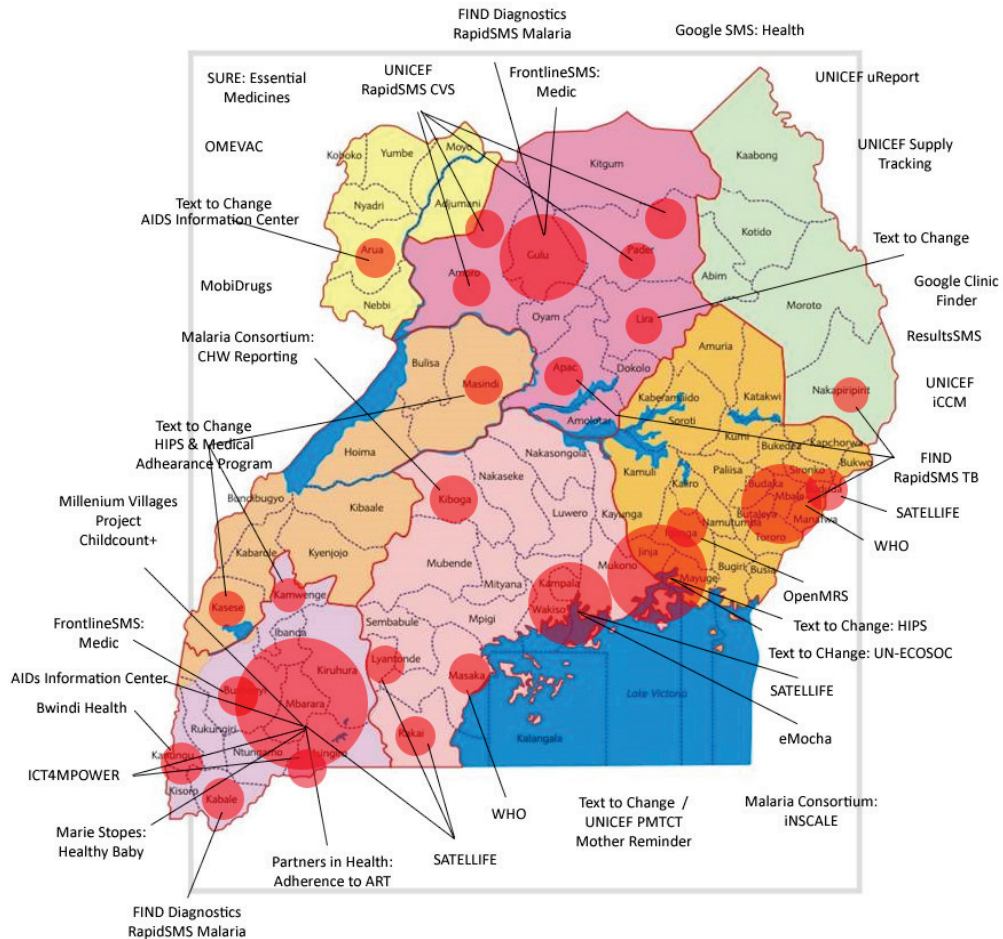 FIND Diagnostics
RapidSMS Malaria
Google SMS: Health
SURE: Essential
Medicines
UNICEF
RapidSMS CVS
FrontlineSMS:
Medic
UNICEF uReport
OMEVAC
UNICEF Supply
Tracking
Text to Change
AIDS Information Center
Text to Change
MobiDrugs
Google Clinic
Finder
Malaria Consortium:
CHW Reporting
ResultsSMS
UNICEF
iCCM
Text to Change
HIPS & Medical
Adhearance Program
FIND
RapidSMS TB
Millenium Villages
Project
Childcount+
SATELLIFE
WHO
OpenMRS
FrontlineSMS:
Medic
Text to Change: HIPS
Text to CHange: UN-ECOSOC
AIDs Information Center
SATELLIFE
Bwindi Health
eMocha
ICT4MPOWER
Marie Stopes:
Healthy Baby
Partners in Health:
Adherence to ART
SATELLIFE
WHO
Text to Change /
UNICEF PMTCT
Mother Reminder
Malaria Consortium:
iNSCALE
FIND Diagnostics
RapidSMS Malaria
Koboko
Yumbe
Moyo
Adjumani
Nyadri
Arua
Nebbi
Kitgum
Gulu
Pader
Oyam
Lira
Apac
Dokolo
Amolotar
Kaabong
Kotido
Abim
Moroto
Nakapiripirit
Bulisa
Masindi
Hoima
Kibaale
Kabarole
Kyenjojo
Kasese
Kamwenge
Amuria
Katakwi
Soroti
Kumi
Bukedea
Kapchorwa
Bukwo
Sironko
Kamuli
Paliisa
Budaka
Mbale
Manafwa
Butaleja
Tororo
Namutumba
Jinja
Mayuge
Bugiri
Busia
Nakasongola
Nakaseke
Kiboga
Luwero
Kayunga
Mubende
Mityana
Mukono
Kampala
Wakiso
Mpigi
Sembabule
Lyantonde
Masaka
Rakai
Kalangala
Lake Victoria
Ibanda
Kiruhura
Mbarara
Rukungiri
Ntungamo
Kanungu
Kisoro
Kabale